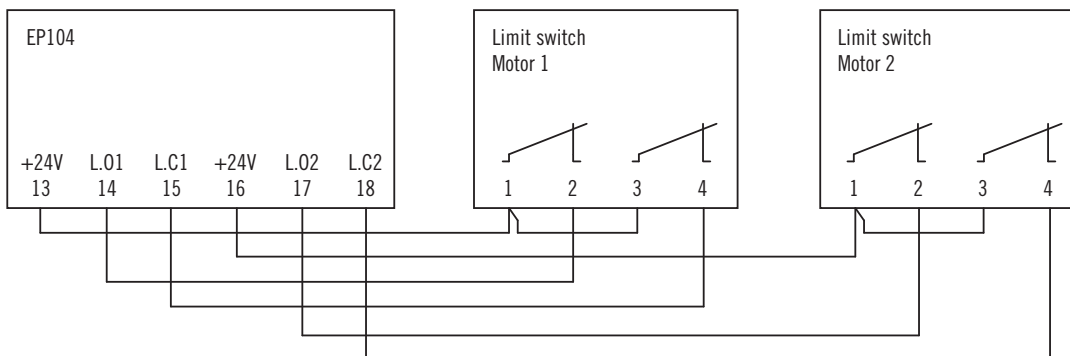 EP104
+24V L.O1 L.C1 +24V L.O2 L.C2
13 14 15 16 17 18
Limit switch
Motor 1
1 2 3 4
Limit switch
Motor 2
1 2 3 4